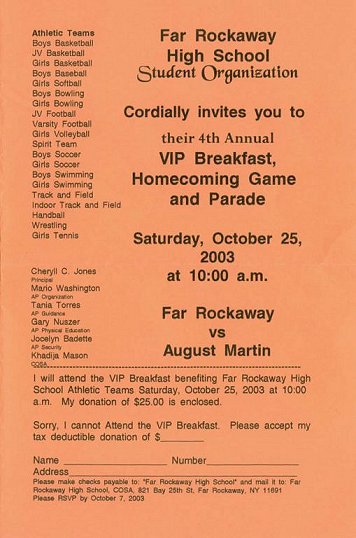 Athletic Teams
Boys Basketball
JV Basketball
Girls Basketball
Boys Baseball
Girls Softball
Boys Bowling
Girls Bowling
JV Football
Varsity Football
Girls Volleyball
Spirit Team
Boys Soccer
Girls Soccer
Boys Swimming
Girls Swimming
Track and Field
Indoor Track and Field
Handball
Wrestling
Girls Tennis
Cheryll C. Jones
Principal
Mario Washington
AP Organization
Tania Torres
AP Guidance
Gary Nuszer
AP Physical Education
Jocelyn Badette
AP Security
Khadija Mason
COSA
Far Rockaway
High School
Student Organization
Cordially invites you to
their 4th Annual
VIP Breakfast,
Homecoming Game
and Parade
Saturday, October 25,
2003
at 10:00 a.m.
Far Rockaway
vs
August Martin
I will attend the VIP Breakfast benefiting Far Rockaway High
School Athletic Teams Saturday, October 25, 2003 at 10:00
a.m. My donation of $25.00 is enclosed.
Sorry, I cannot Attend the VIP Breakfast. Please accept my
tax deductible donation of $________
Name ____________________ Number____________________
Address________________________________________
Please make checks payable to: "Far Rockaway High School" and mail it to: Far
Rockaway High School, COSA, 821 Bay 25th St. Far Rockaway, NY 11691
Please RSVP by October 7, 2003